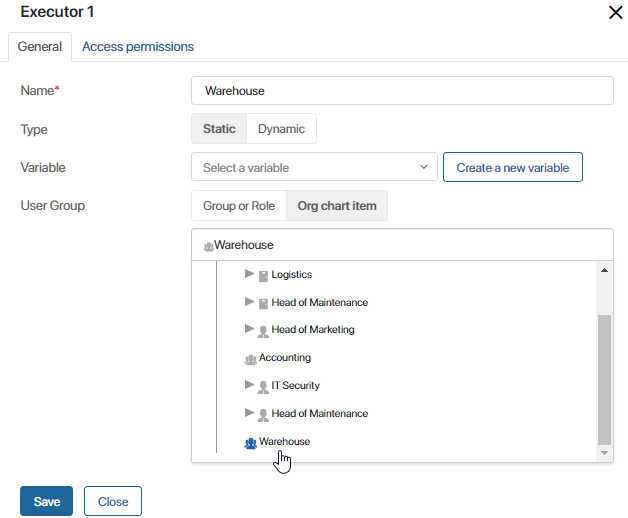 Executor 1
General Access permissions
Name* Warehouse
Type Static Dynamic
Variable Select a variable Create a new variable
User Group Group or Role Org chart item
Warehouse
Logistics
Head of Maintenance
Head of Marketing
Accounting
IT Security
Head of Maintenance
Warehouse
Save Close